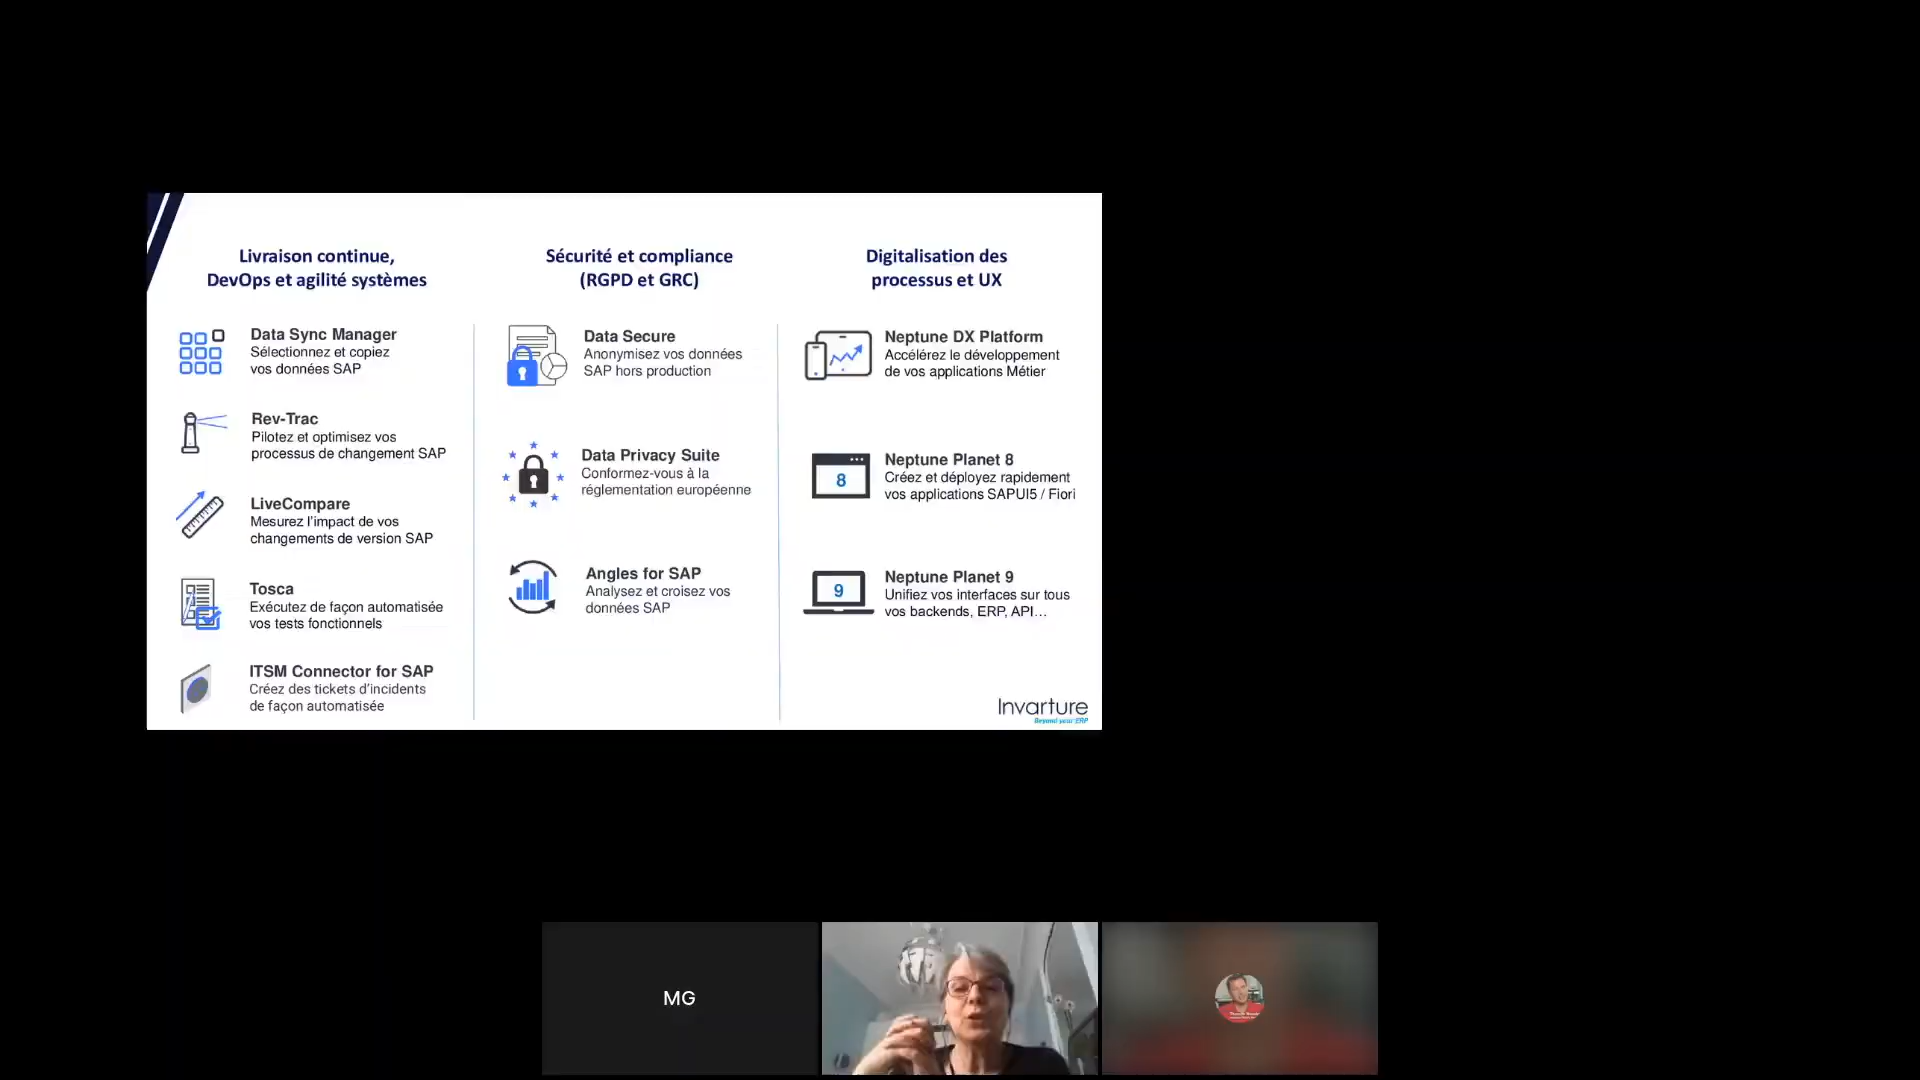 Livraison continue,
DevOps et agilité systèmes
Data Sync Manager
Sélectionnez et copiez
vos données SAP
Rev-Trac
Pilotez et optimisez vos
processus de changement SAP
LiveCompare
Mesurez l'impact de vos
changements de version SAP
Tosca
Exécutez de façon automatisée
vos tests fonctionnels
ITSM Connector for SAP
Créez des tickets d'incidents
de façon automatisée
Sécurité et compliance
(RGPD et GRC)
Data Secure
Anonymisez vos données
SAP hors production
Data Privacy Suite
Conformez-vous à la
réglementation européenne
Angles for SAP
Analysez et croisez vos
données SAP
Digitalisation des
processus et UX
Neptune DX Platform
Accélérez le développement
de vos applications Métier
8
Neptune Planet 8
Créez et déployez rapidement
vos applications SAPUI5 / Fiori
9
Neptune Planet 9
Unifiez vos interfaces sur tous
vos backends, ERP, API...
Invarture
Beyond your ERP
MG